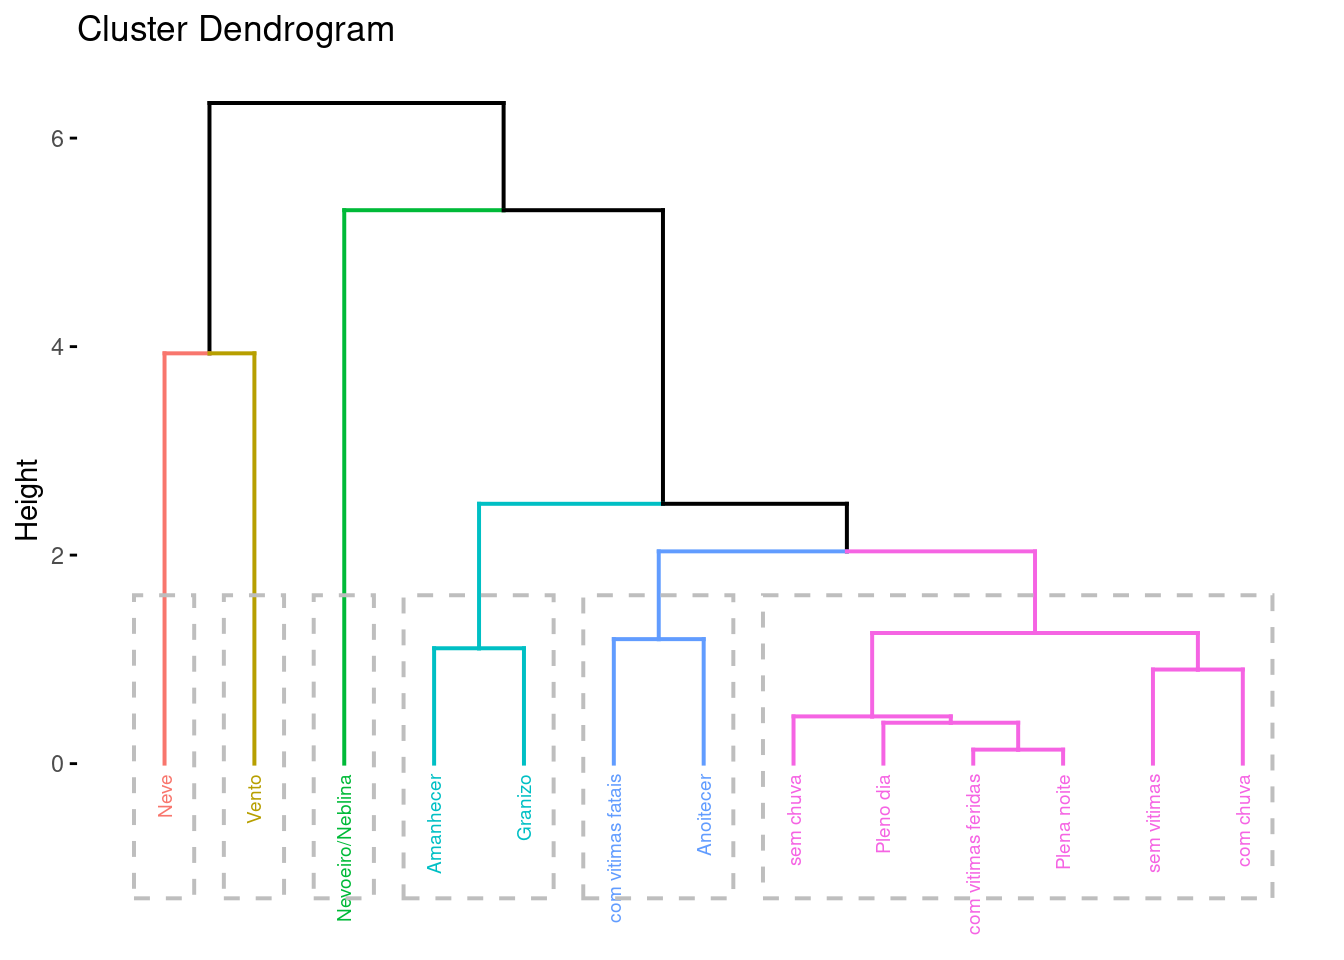 Cluster Dendrogram
Height
6
4
2
0
Neve
Vento
Nevoeiro/Neblina
Amanhecer
Granizo
com vitimas fatais
Anoitecer
sem chuva
Pleno dia
com vitimas feridas
Plena noite
sem vitimas
com chuva